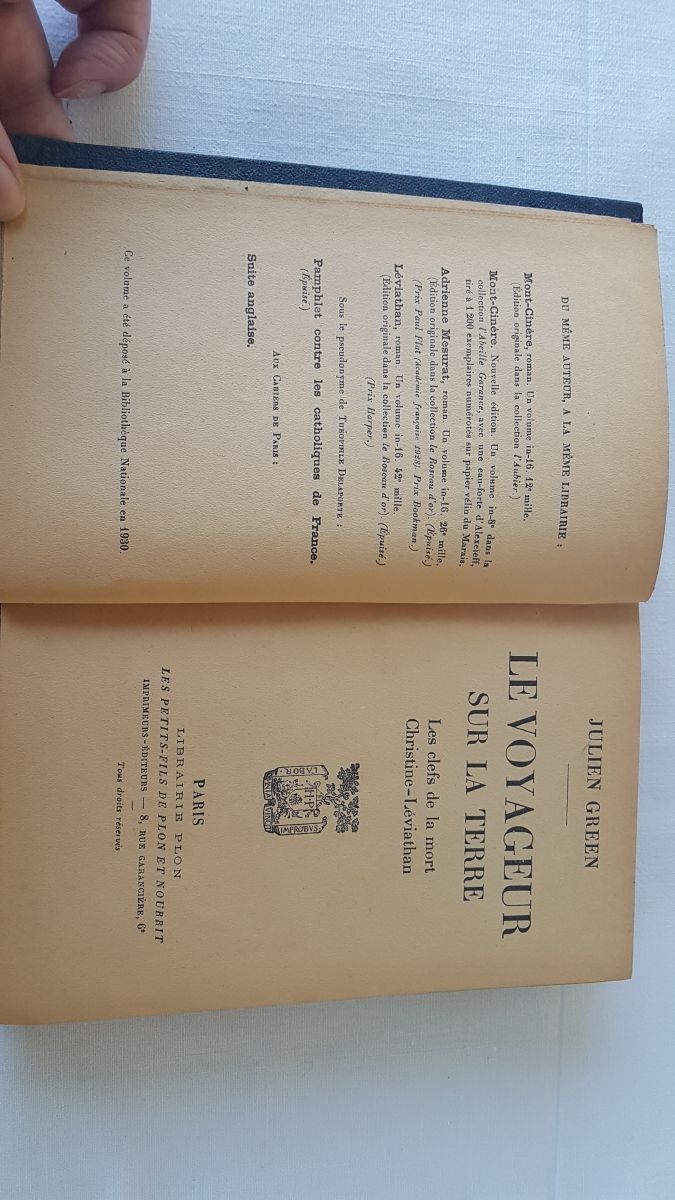 DU MÊME AUTEUR, A LA MÊME LIBRAIRIE :
Mont-Cinère, roman. Un volume in-16. 12e mille.
(Édition originale dans la collection l'Aubier.)
Mont-Cinère. Nouvelle édition. Un volume in-8e dans la
collection l'Abeille Garance, avec une eau-forte d'Alexeieff,
tiré à 1 200 exemplaires numérotés sur papier vélin du Marais.
Adrienne Mesurat, roman. Un volume in-16. 26e mille.
(Édition originale dans la collection le Roseau d'or). (Épuisé.)
(Prix Paul Flat (Académie française 1928). Prix Bookman.)
Léviathan, roman. Un volume in-16. 42e mille.
(Édition originale dans la collection le Roseau d'or). (Épuisé.)
(Prix Harper.)
Sous le pseudonyme de THÉOPHILE DELAPORTE :
Pamphlet contre les catholiques de France.
(Épuisé.)
AUX CAHIERS DE PARIS :
Suite anglaise.
Ce volume a été déposé à la Bibliothèque Nationale en 1930.
JULIEN GREEN
LE VOYAGEUR
SUR LA TERRE
Les clefs de la mort
Christine-Léviathan
LABOR
IMPROBVS
PARIS
LIBRAIRIE PLON
LES PETITS-FILS DE PLON ET NOURRIT
IMPRIMEURS-ÉDITEURS — 8, RUE GARANCIÈRE, 6e
Tous droits réservés